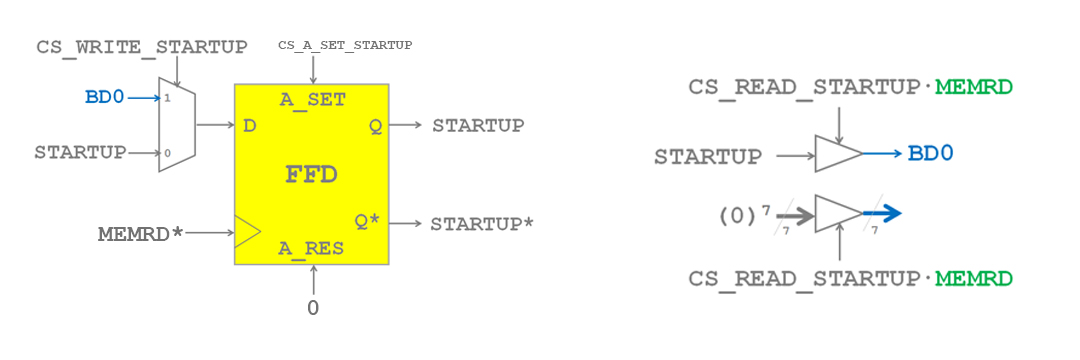 CS_WRITE_STARTUP
CS_A_SET_STARTUP
BD0
1
STARTUP
0
A_SET
D
Q
FFD
Q*
A_RES
STARTUP
STARTUP*
MEMRD*
0
CS_READ_STARTUP·MEMRD
STARTUP
BD0
(0)7
7
7
CS_READ_STARTUP·MEMRD